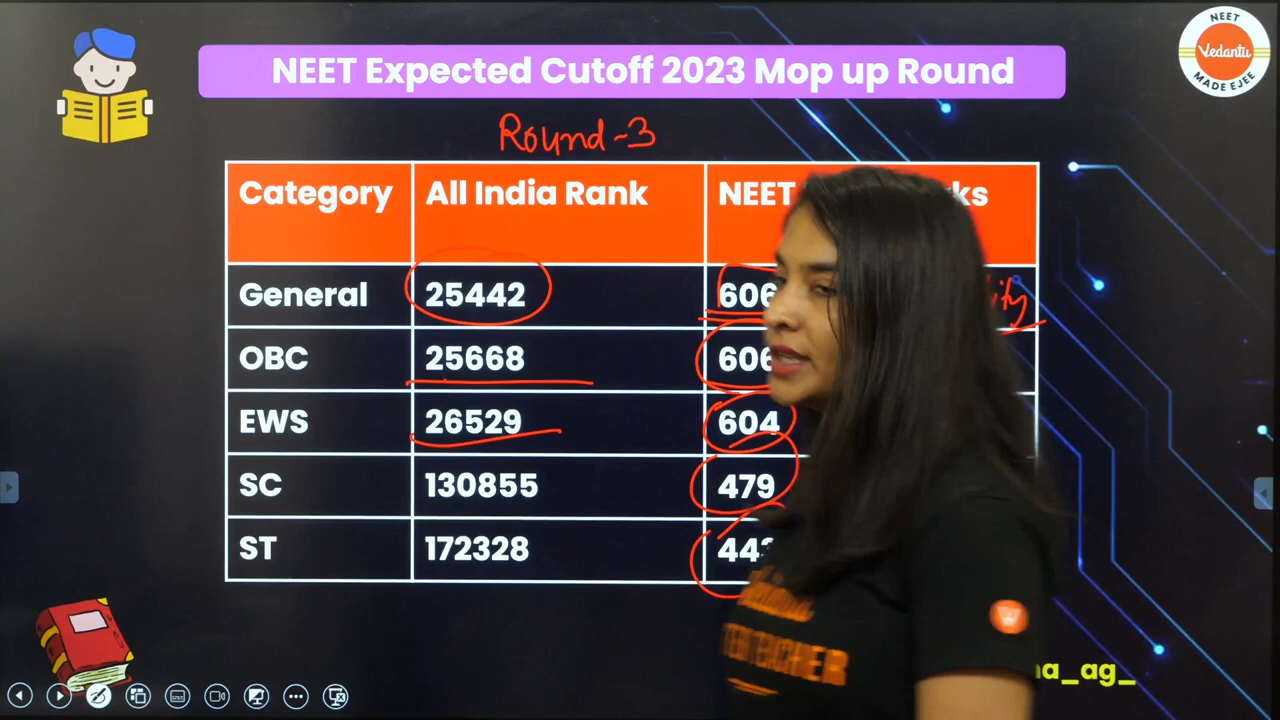 NEET Expected Cutoff 2023 Mop up Round
NEET
Vedantu
MADE EJEE
Round-3
Category All India Rank NEET
General 25442 606
OBC 25668 606
EWS 26529 604
SC 130855 479
ST 172328 443